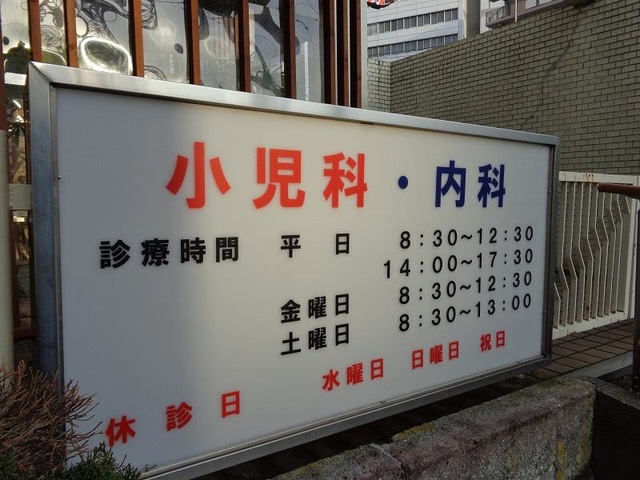 小児科・内科
診療時間 平日 8:30~12:30
14:00~17:30
金曜日 8:30~12:30
土曜日 8:30~13:00
休診日 水曜日 日曜日 祝日